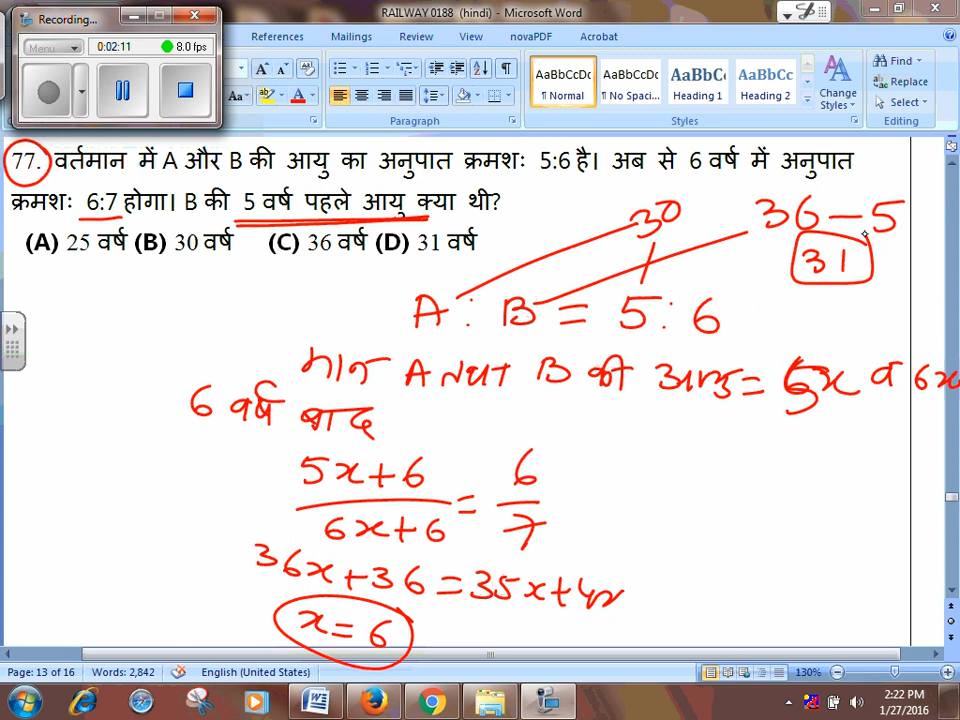 Recording...
RAILWAY 0188 (hindi) - Microsoft Word
Menu
0:02:11
8.0 fps
References Mailings Review View novaPDF Acrobat
Aa
AaBbCcDc AaBbCcDc AaBbC AaBbCc
¶ Normal ¶ No Spaci... Heading 1 Heading 2
Change Styles
Find
Replace
Select
Paragraph Styles Editing
77. वर्तमान में A और B की आयु का अनुपात क्रमशः 5:6 है। अब से 6 वर्ष में अनुपात
क्रमशः 6:7 होगा। B की 5 वर्ष पहले आयु क्या थी?
(A) 25 वर्ष (B) 30 वर्ष (C) 36 वर्ष (D) 31 वर्ष
30 36-5
31
A : B = 5 : 6
माना A तथा B की आयु = 5x व 6x
6 वर्ष बाद
5x+6
6x+6
=
6
7
36x+36=35x+42
x=6
Page: 13 of 16 Words: 2,842 English (United States) 130%
2:22 PM
1/27/2016